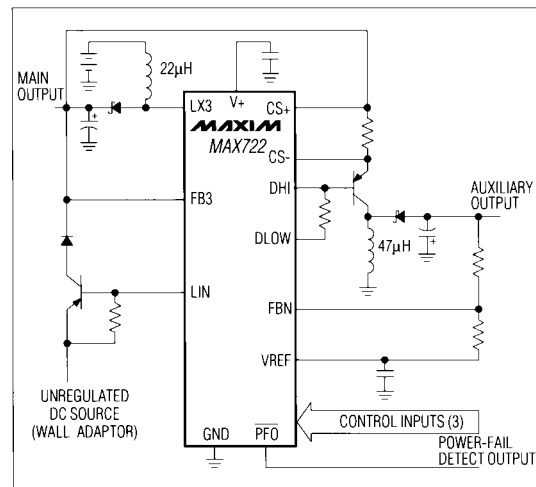 22μH
MAIN
OUTPUT
LX3
V+
CS+
MAXIM
MAX722
CS-
DHI
AUXILIARY
OUTPUT
FB3
DLOW
47μH
LIN
FBN
VREF
UNREGULATED
DC SOURCE
(WALL ADAPTOR)
GND
PFO
CONTROL INPUTS (3)
POWER-FAIL
DETECT OUTPUT